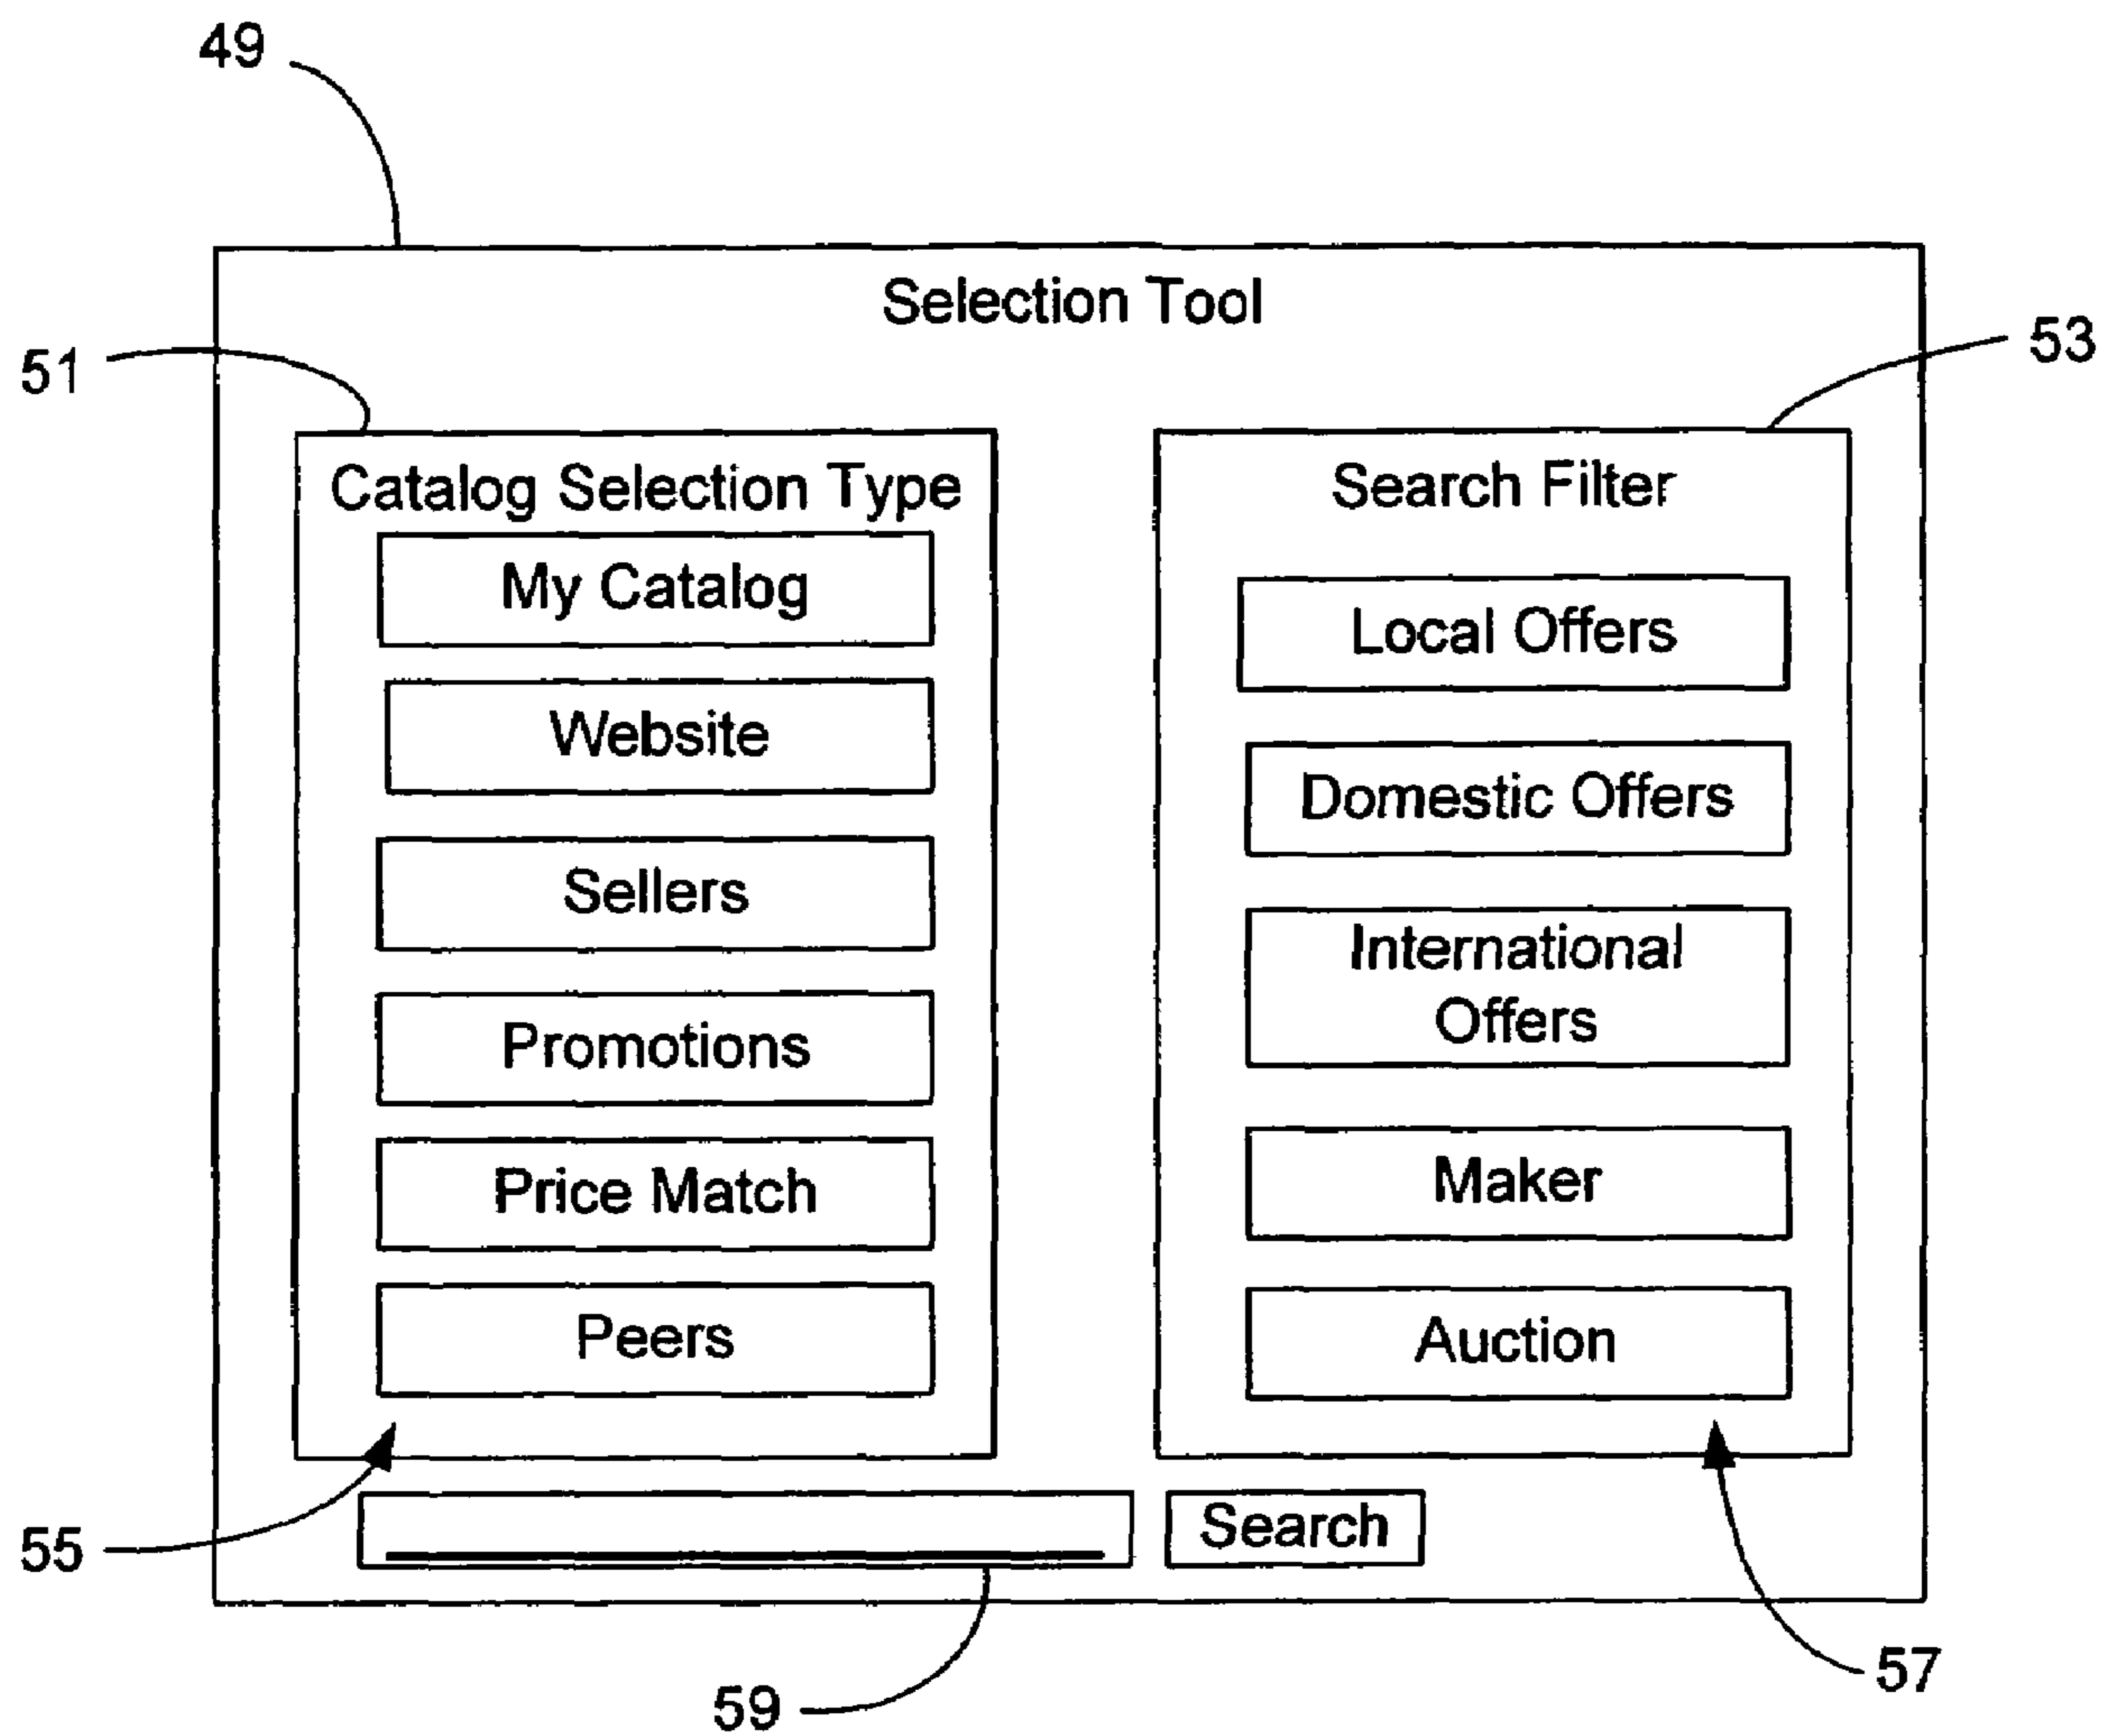 49
Selection Tool
51
53
Catalog Selection Type
My Catalog
Website
Sellers
Promotions
Price Match
Peers
Search Filter
Local Offers
Domestic Offers
International
Offers
Maker
Auction
55
Search
57
59